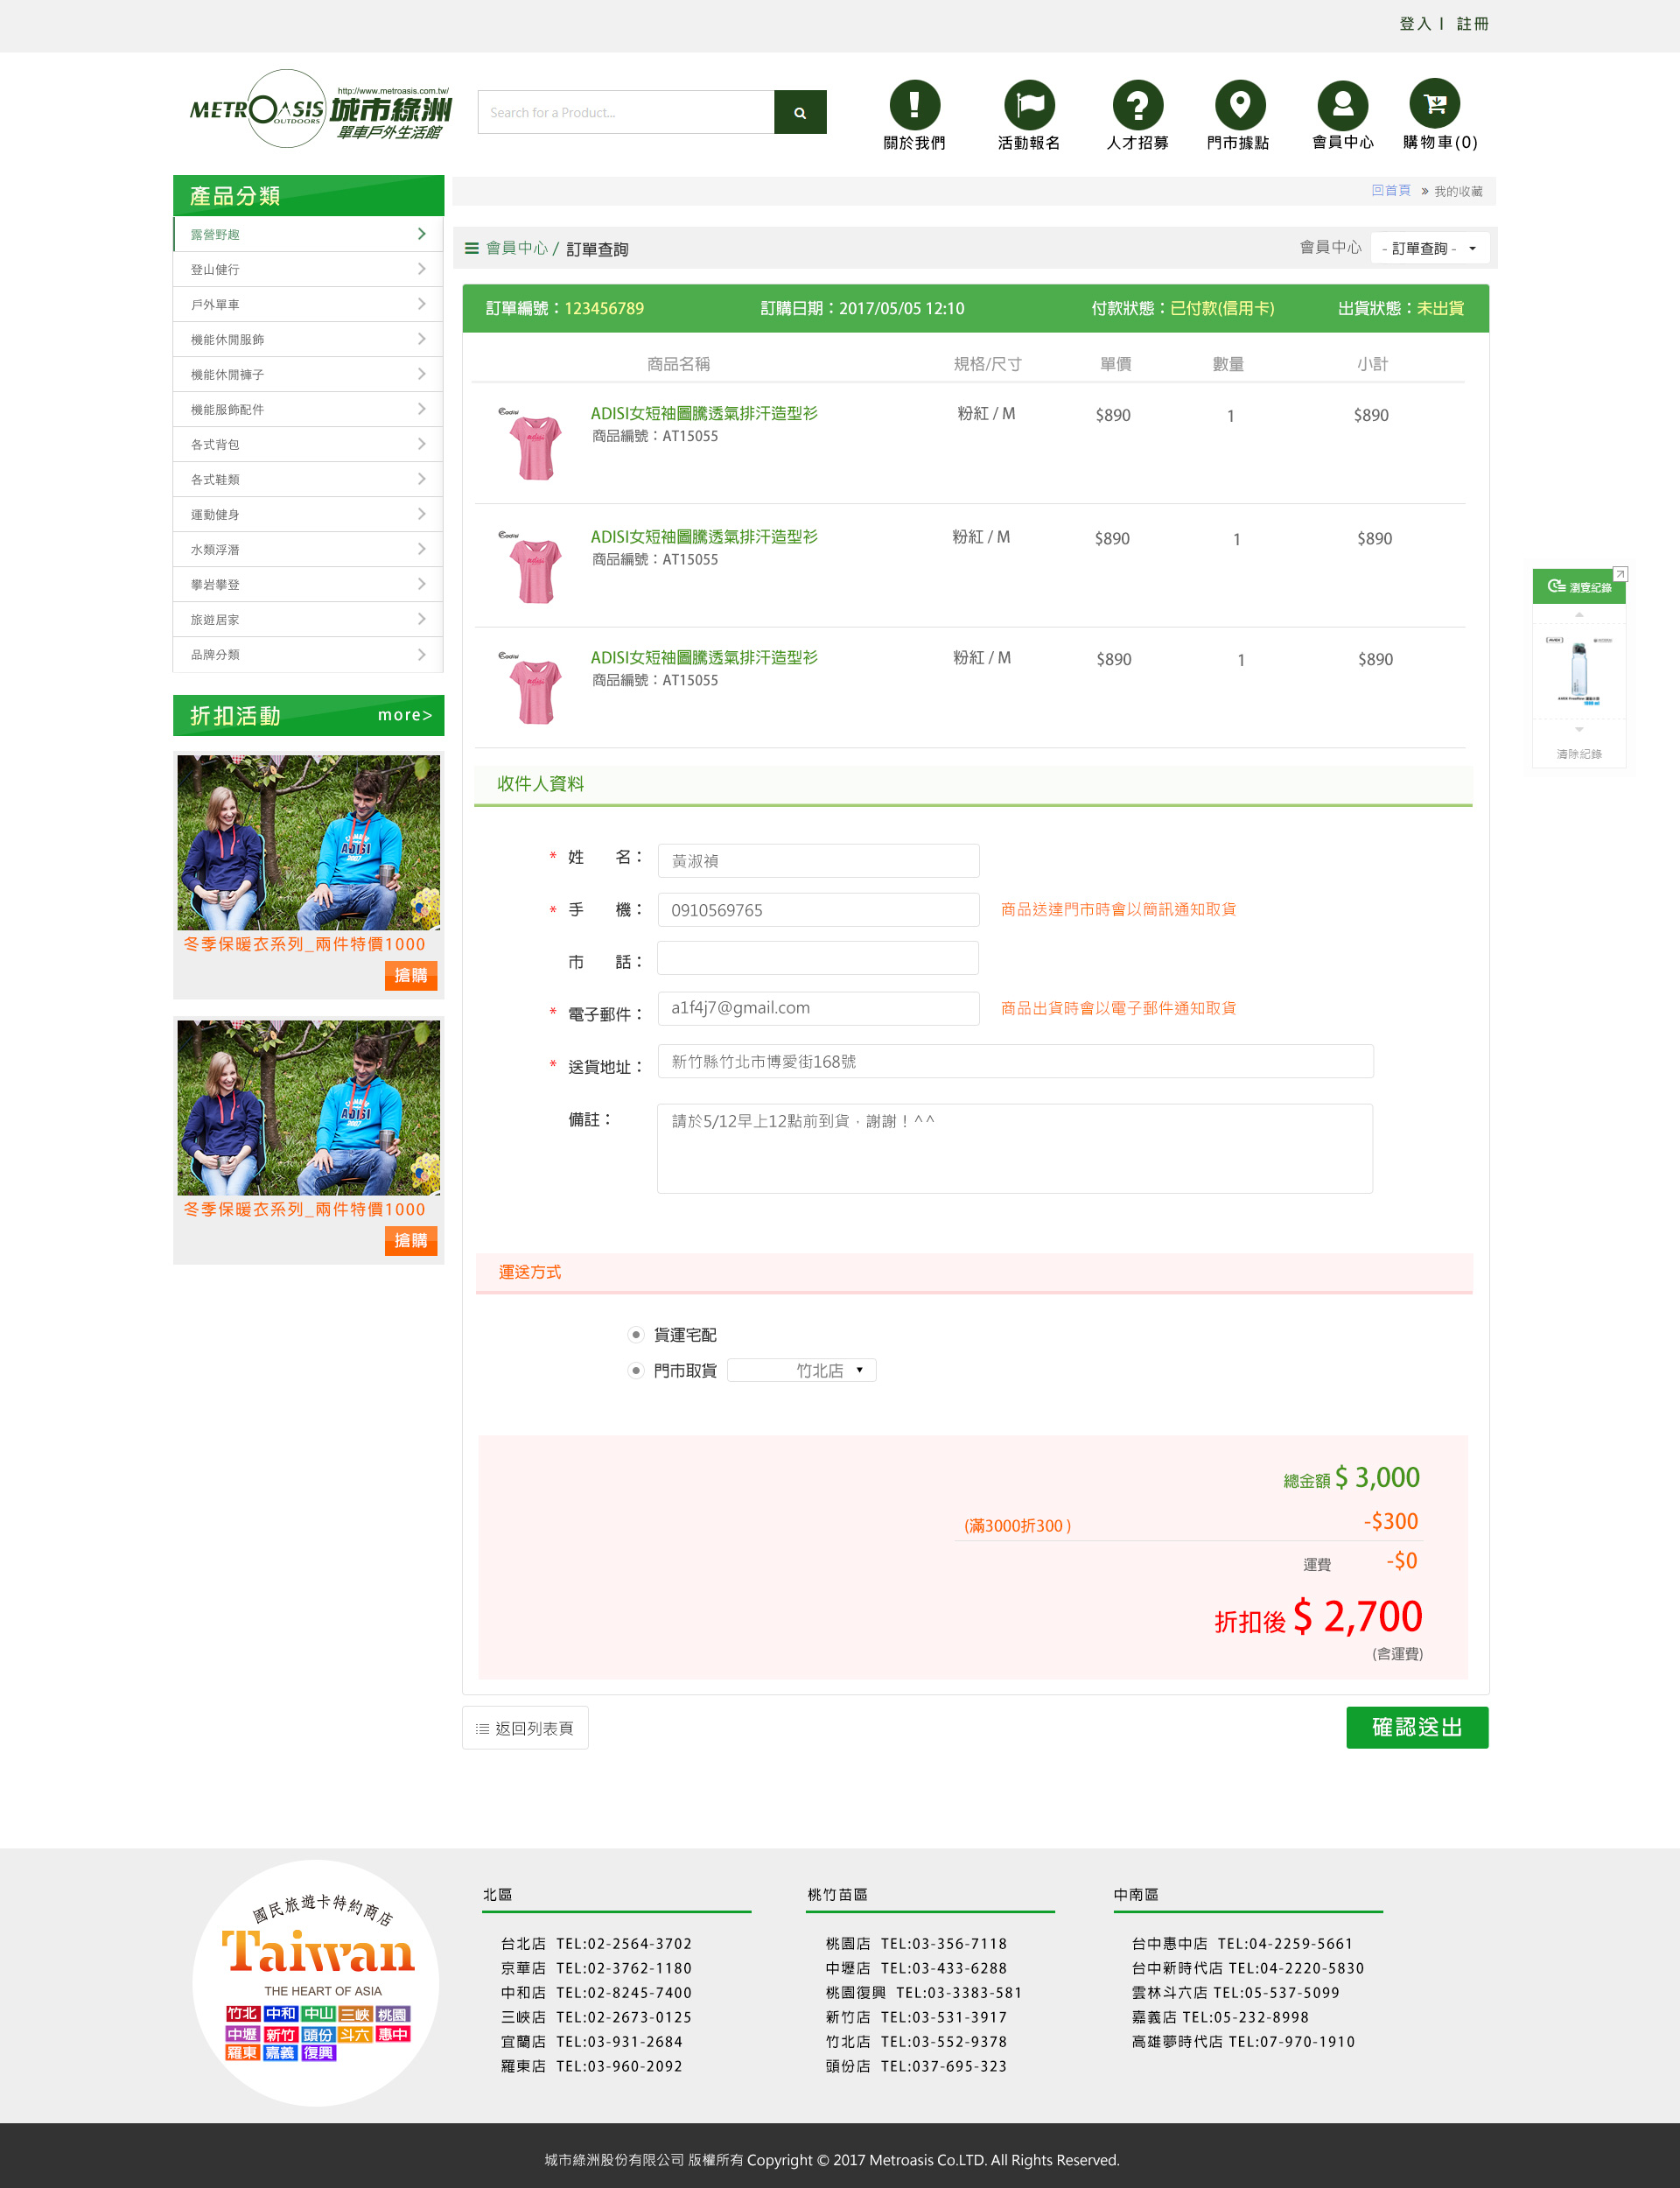 登入 | 註冊
http://www.metroasis.com.tw/
METROASIS 城市綠洲
OUTDOORS 單車戶外生活館
Search for a Product...
關於我們 活動報名 人才招募 門市據點 會員中心 購物車(0)
回首頁 » 我的收藏
產品分類
露營野趣
登山健行
戶外單車
機能休閒服飾
機能休閒褲子
機能服飾配件
各式背包
各式鞋類
運動健身
水類浮潛
攀岩攀登
旅遊居家
品牌分類
折扣活動 more>
冬季保暖衣系列_兩件特價1000
搶購
冬季保暖衣系列_兩件特價1000
搶購
會員中心 / 訂單查詢
會員中心 - 訂單查詢 -
訂單編號：123456789 訂購日期：2017/05/05 12:10 付款狀態：已付款(信用卡) 出貨狀態：未出貨
商品名稱 規格/尺寸 單價 數量 小計
ADISI女短袖圖騰透氣排汗造型衫 粉紅 / M $890 1 $890
商品編號：AT15055
ADISI女短袖圖騰透氣排汗造型衫 粉紅 / M $890 1 $890
商品編號：AT15055
ADISI女短袖圖騰透氣排汗造型衫 粉紅 / M $890 1 $890
商品編號：AT15055
收件人資料
* 姓 名： 黃淑禎
* 手 機： 0910569765 商品送達門市時會以簡訊通知取貨
市 話：
* 電子郵件： a1f4j7@gmail.com 商品出貨時會以電子郵件通知取貨
* 送貨地址： 新竹縣竹北市博愛街168號
備註： 請於5/12早上12點前到貨，謝謝！^^
運送方式
貨運宅配
門市取貨 竹北店
總金額 $ 3,000
(滿3000折300 ) -$300
運費 -$0
折扣後 $ 2,700
(含運費)
返回列表頁
確認送出
瀏覽紀錄
清除紀錄
國民旅遊卡特約商店
Taiwan
THE HEART OF ASIA
竹北 中和 中山 三峽 桃園
中壢 新竹 頭份 斗六 惠中
羅東 嘉義 復興
北區
台北店 TEL:02-2564-3702
京華店 TEL:02-3762-1180
中和店 TEL:02-8245-7400
三峽店 TEL:02-2673-0125
宜蘭店 TEL:03-931-2684
羅東店 TEL:03-960-2092
桃竹苗區
桃園店 TEL:03-356-7118
中壢店 TEL:03-433-6288
桃園復興 TEL:03-3383-581
新竹店 TEL:03-531-3917
竹北店 TEL:03-552-9378
頭份店 TEL:037-695-323
中南區
台中惠中店 TEL:04-2259-5661
台中新時代店 TEL:04-2220-5830
雲林斗六店 TEL:05-537-5099
嘉義店 TEL:05-232-8998
高雄夢時代店 TEL:07-970-1910
城市綠洲股份有限公司 版權所有 Copyright © 2017 Metroasis Co.LTD. All Rights Reserved.